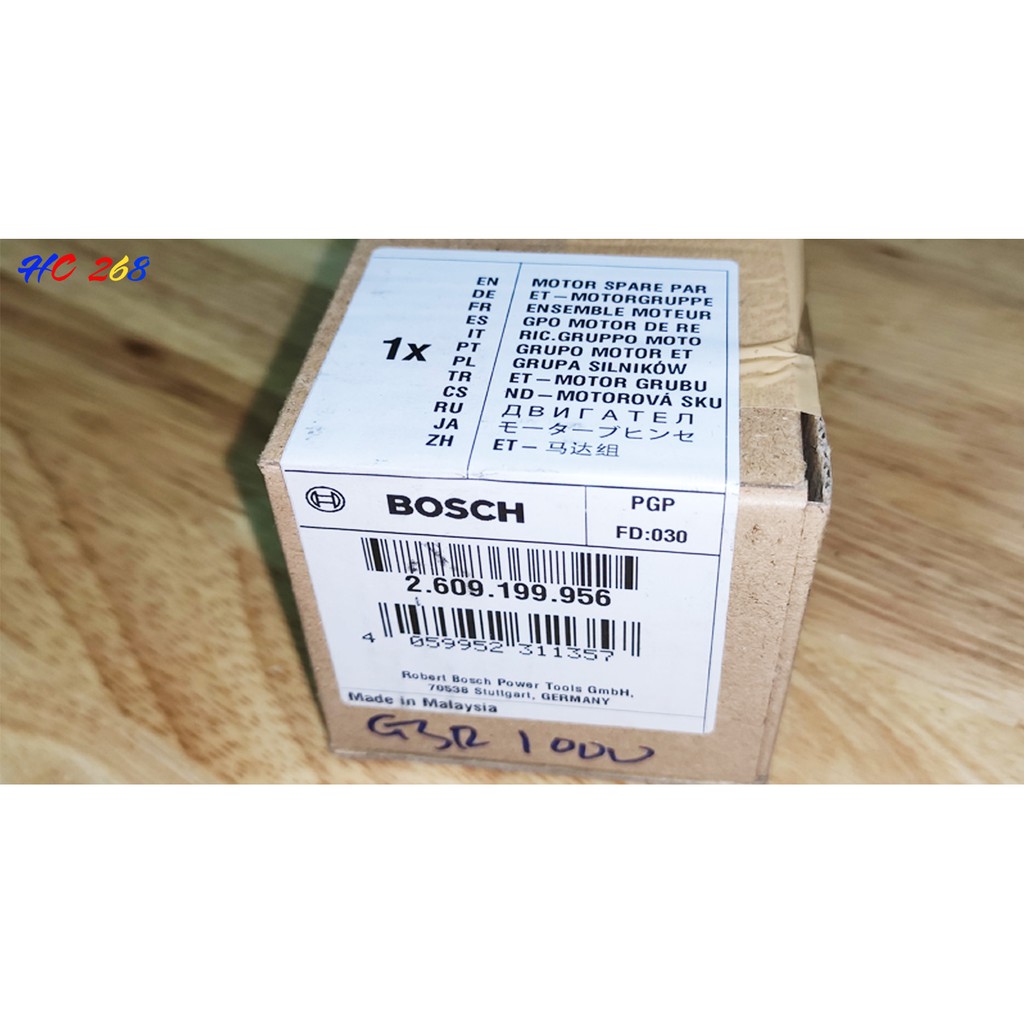 HC 268
1x
EN MOTOR SPARE PAR
DE ET-MOTORGRUPPE
FR ENSEMBLE MOTEUR
ES GPO MOTOR DE RE
IT RIC.GRUPPO MOTO
PT GRUPO MOTOR ET
PL GRUPA SILNIKÓW
TR ET-MOTOR GRUBU
CS ND-MOTOROVÁ SKU
RU ДВИГАТЕЛ
JA モーターブヒンセ
ZH ET-马达组
BOSCH
PGP
FD:030
2.609.199.956
4 059952 311357
Robert Bosch Power Tools GmbH,
70538 Stuttgart, GERMANY
Made in Malaysia
GSR 1000